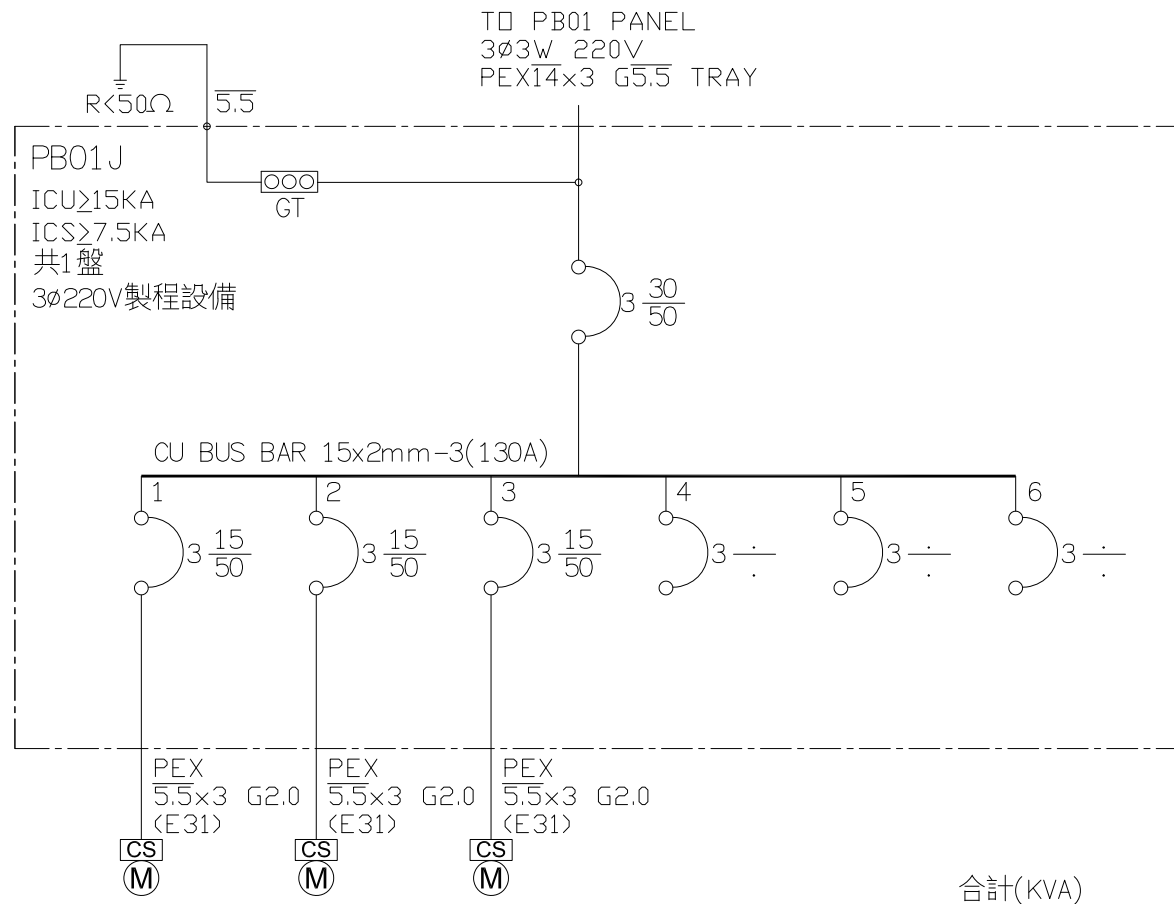 TO PB01 PANEL
3ø3W 220V
PEX14x3 G5.5 TRAY
R<50Ω
5.5
PB01J
GT
ICU≥15KA
ICS≥7.5KA
共1盤
3ø220V製程設備
3 30/50
CU BUS BAR 15x2mm-3(130A)
1
2
3
4
5
6
3 15/50
3 15/50
3 15/50
3 ·/·
3 ·/·
3 ·/·
PEX
5.5x3 G2.0
(E31)
PEX
5.5x3 G2.0
(E31)
PEX
5.5x3 G2.0
(E31)
CS
M
CS
M
CS
M
合計(KVA)